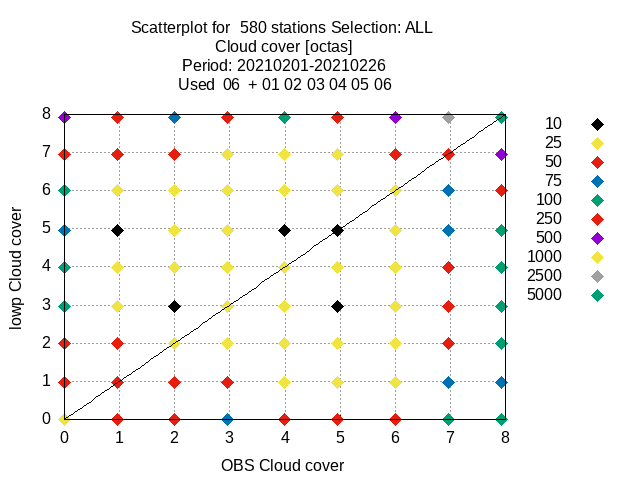 Scatterplot for  580 stations Selection: ALL
Cloud cover [octas]
Period: 20210201-20210226
Used  06  + 01 02 03 04 05 06
8
7
6
5
4
3
2
1
0
Iowp Cloud cover
0 1 2 3 4 5 6 7 8
OBS Cloud cover
10
25
50
75
100
250
500
1000
2500
5000